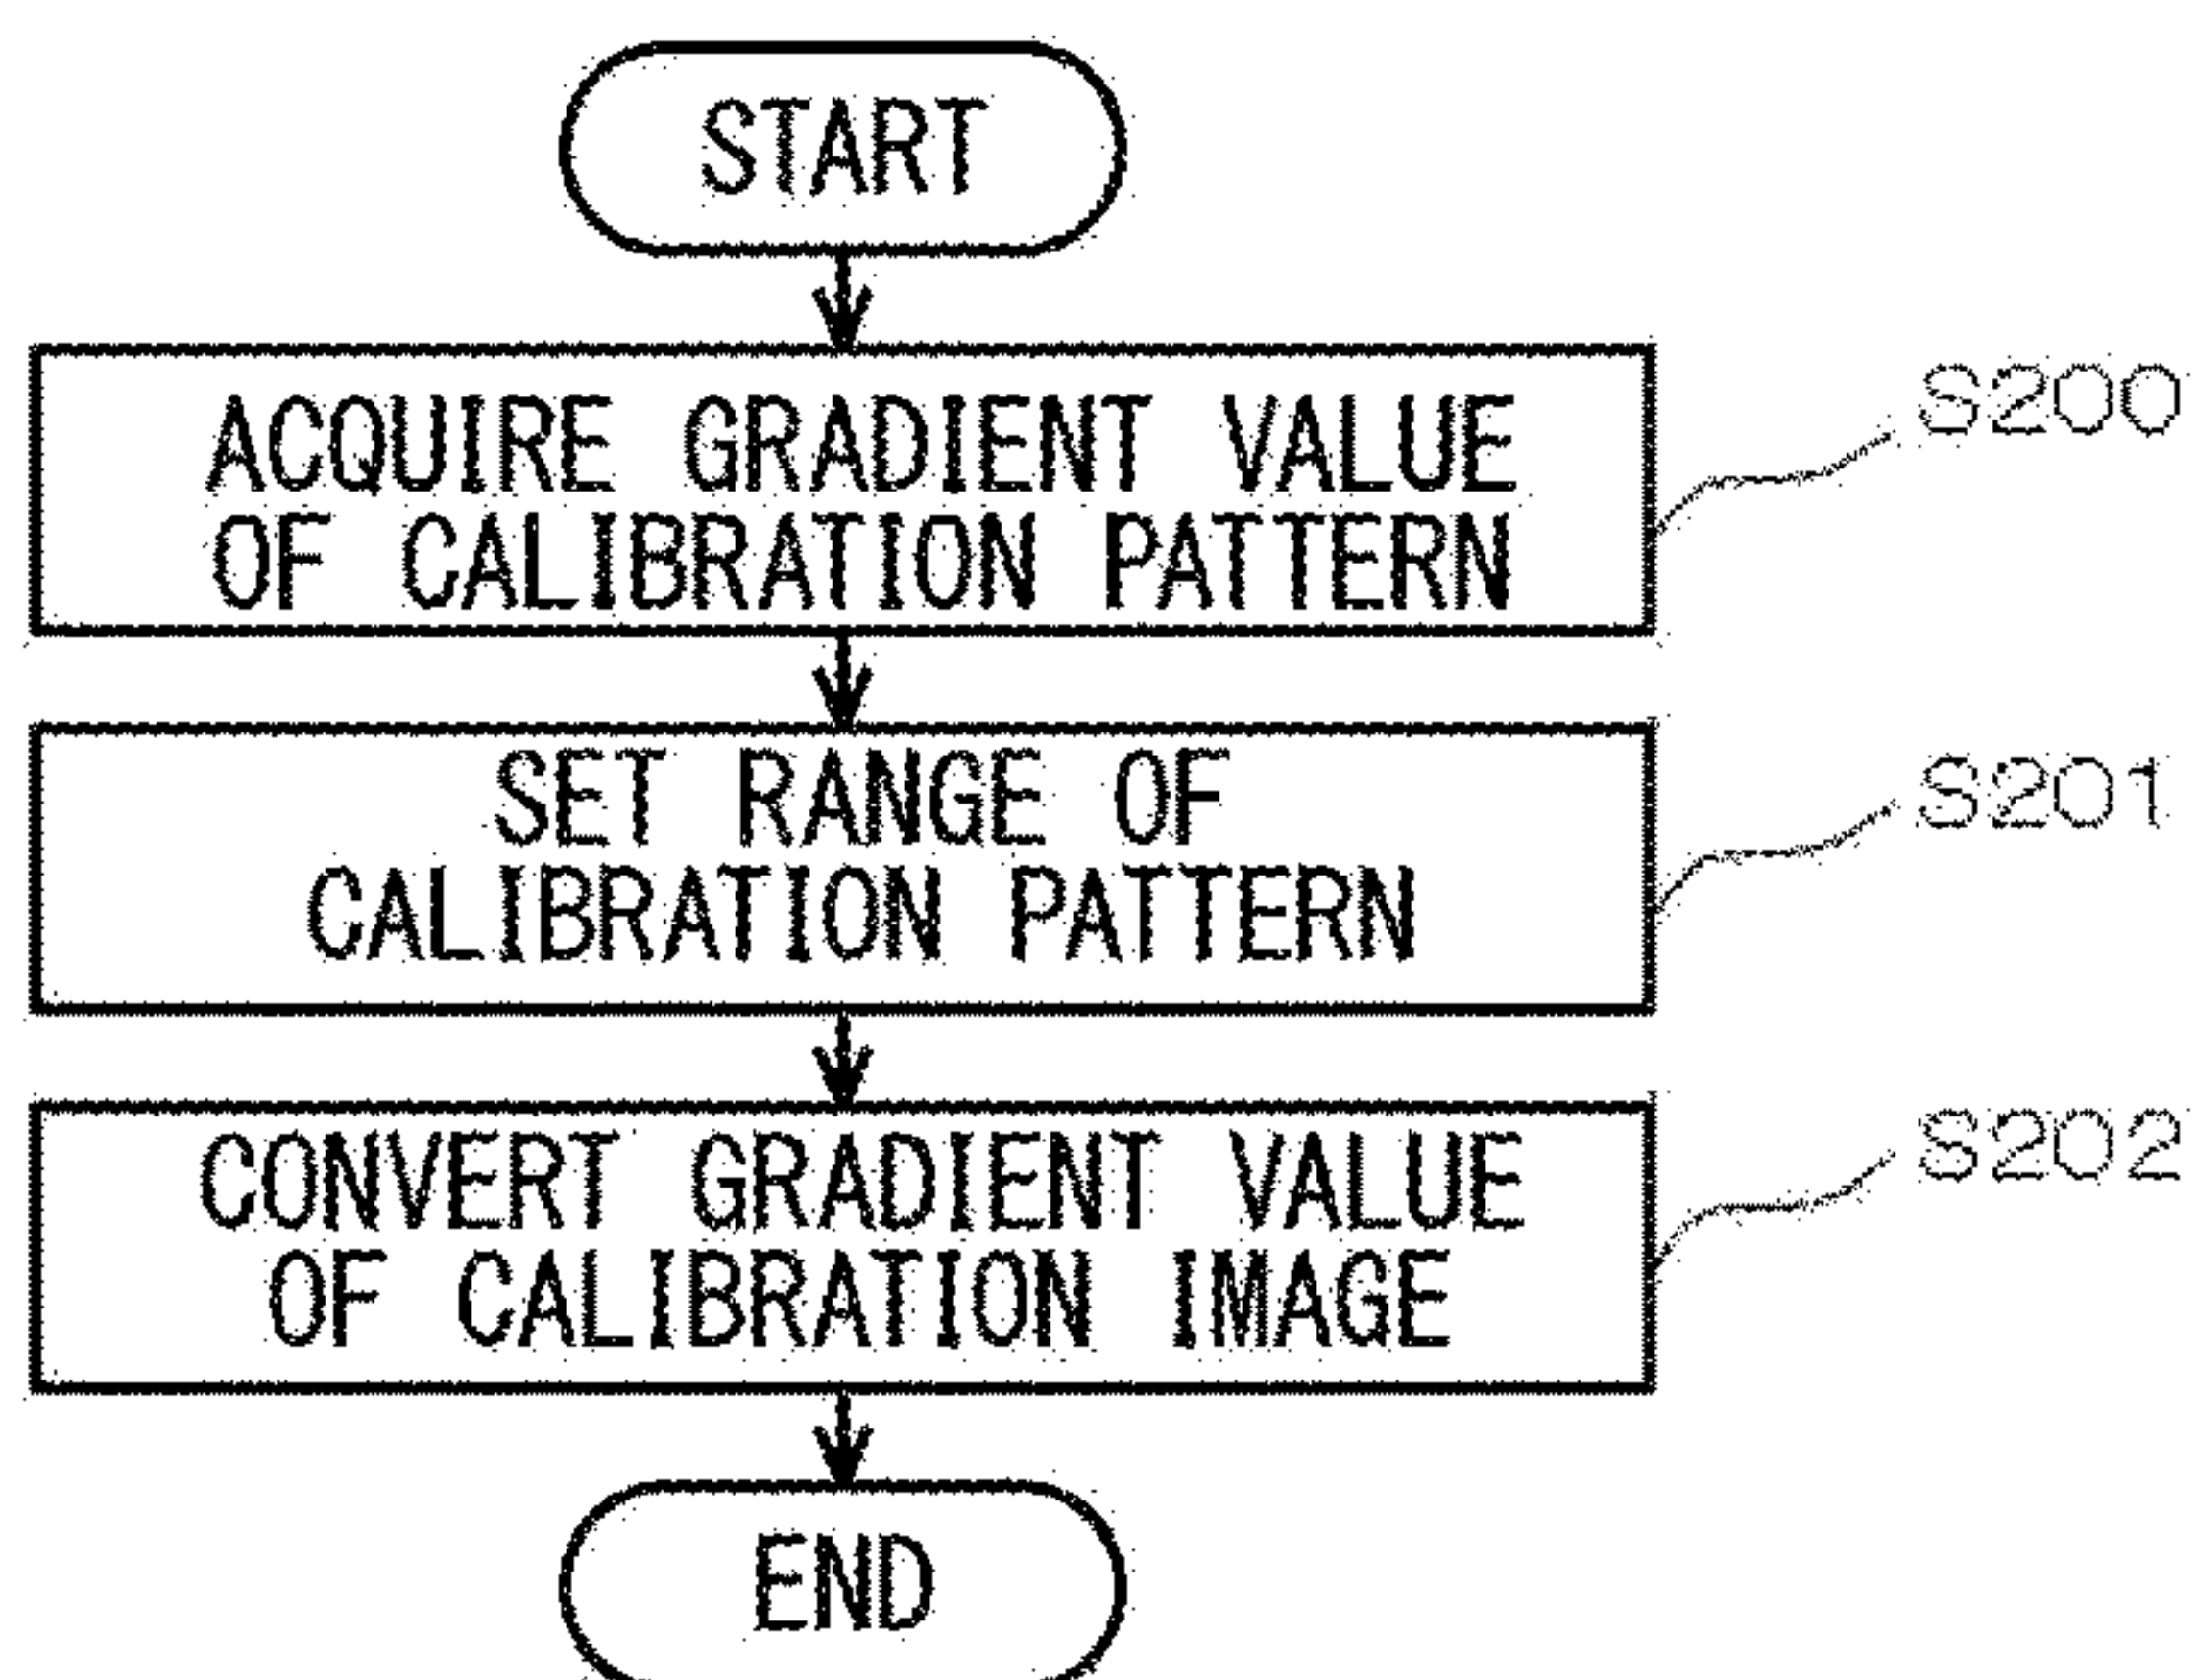 START
ACQUIRE GRADIENT VALUE
OF CALIBRATION PATTERN
S200
SET RANGE OF
CALIBRATION PATTERN
S201
CONVERT GRADIENT VALUE
OF CALIBRATION IMAGE
S202
END